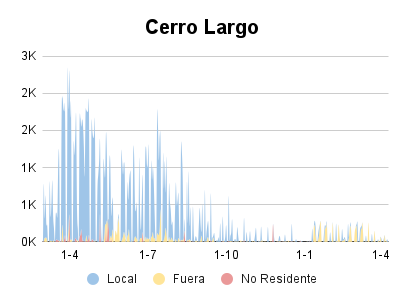 Cerro Largo
3K
2K
2K
1K
1K
0K
1-4
1-7
1-10
1-1
1-4
Local
Fuera
No Residente